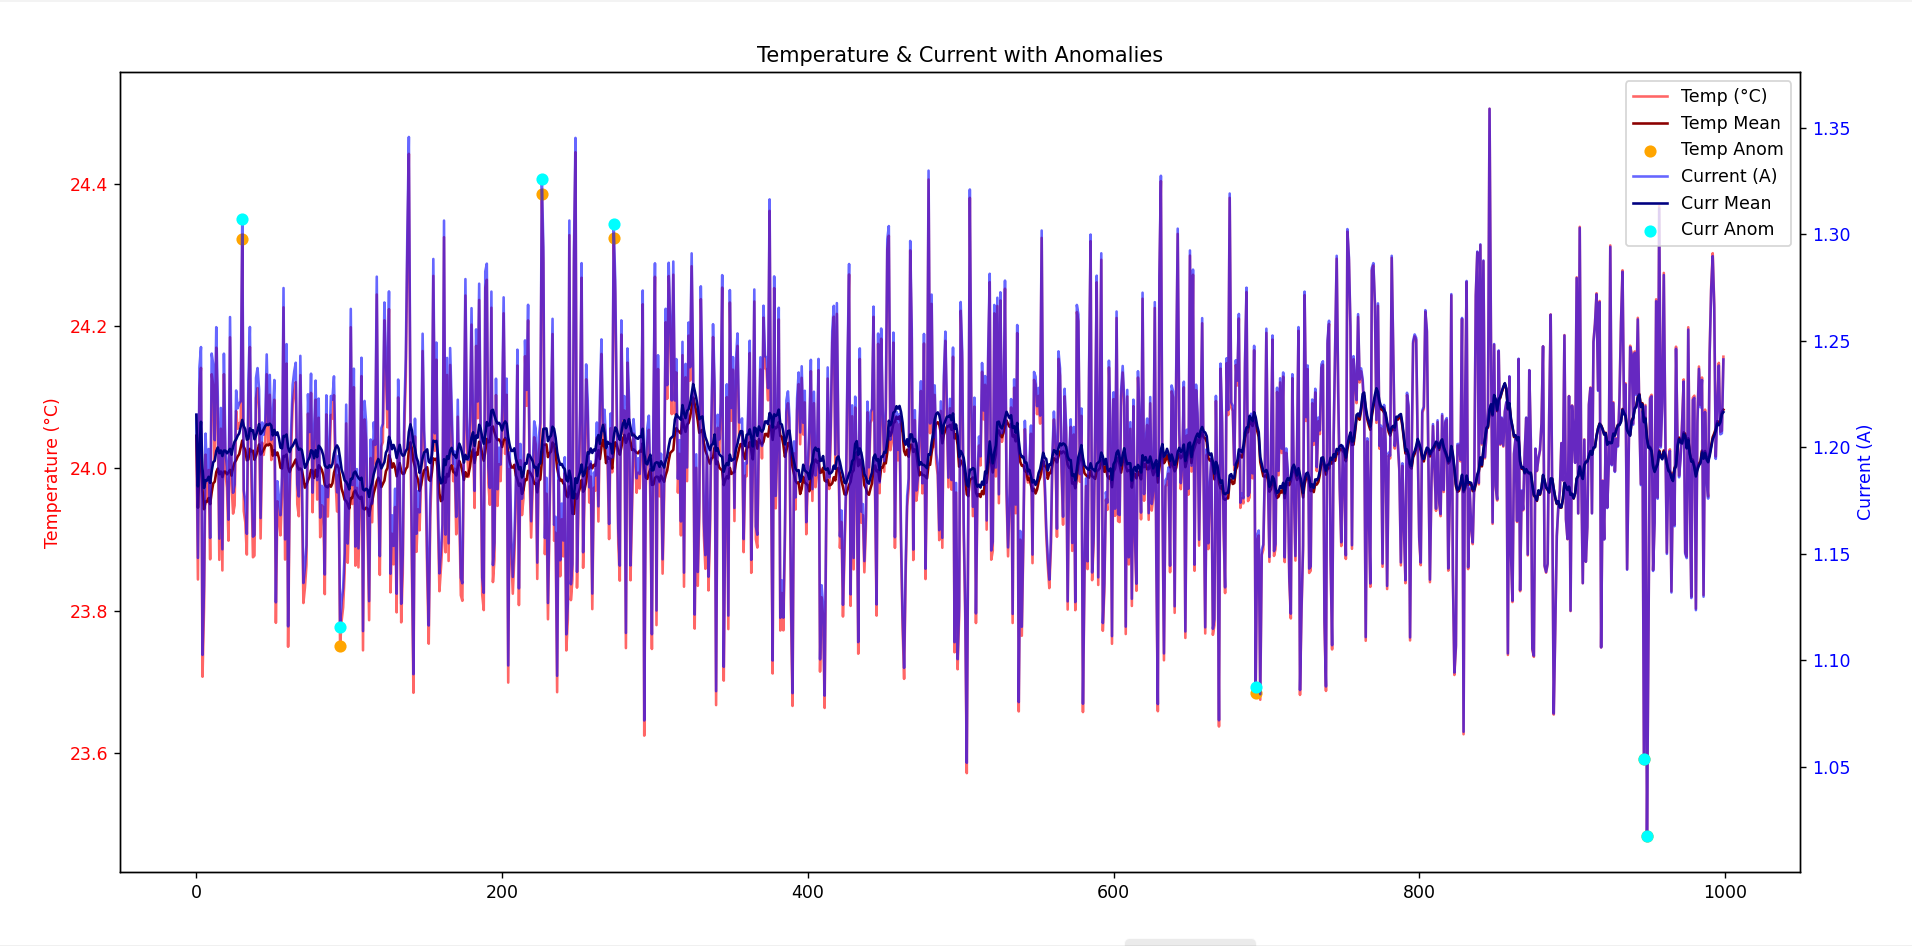 Temperature & Current with Anomalies
Temp (°C)
Temp Mean
Temp Anom
Current (A)
Curr Mean
Curr Anom
24.4
24.2
24.0
23.8
23.6
Temperature (°C)
1.35
1.30
1.25
1.20
1.15
1.10
1.05
Current (A)
0 200 400 600 800 1000